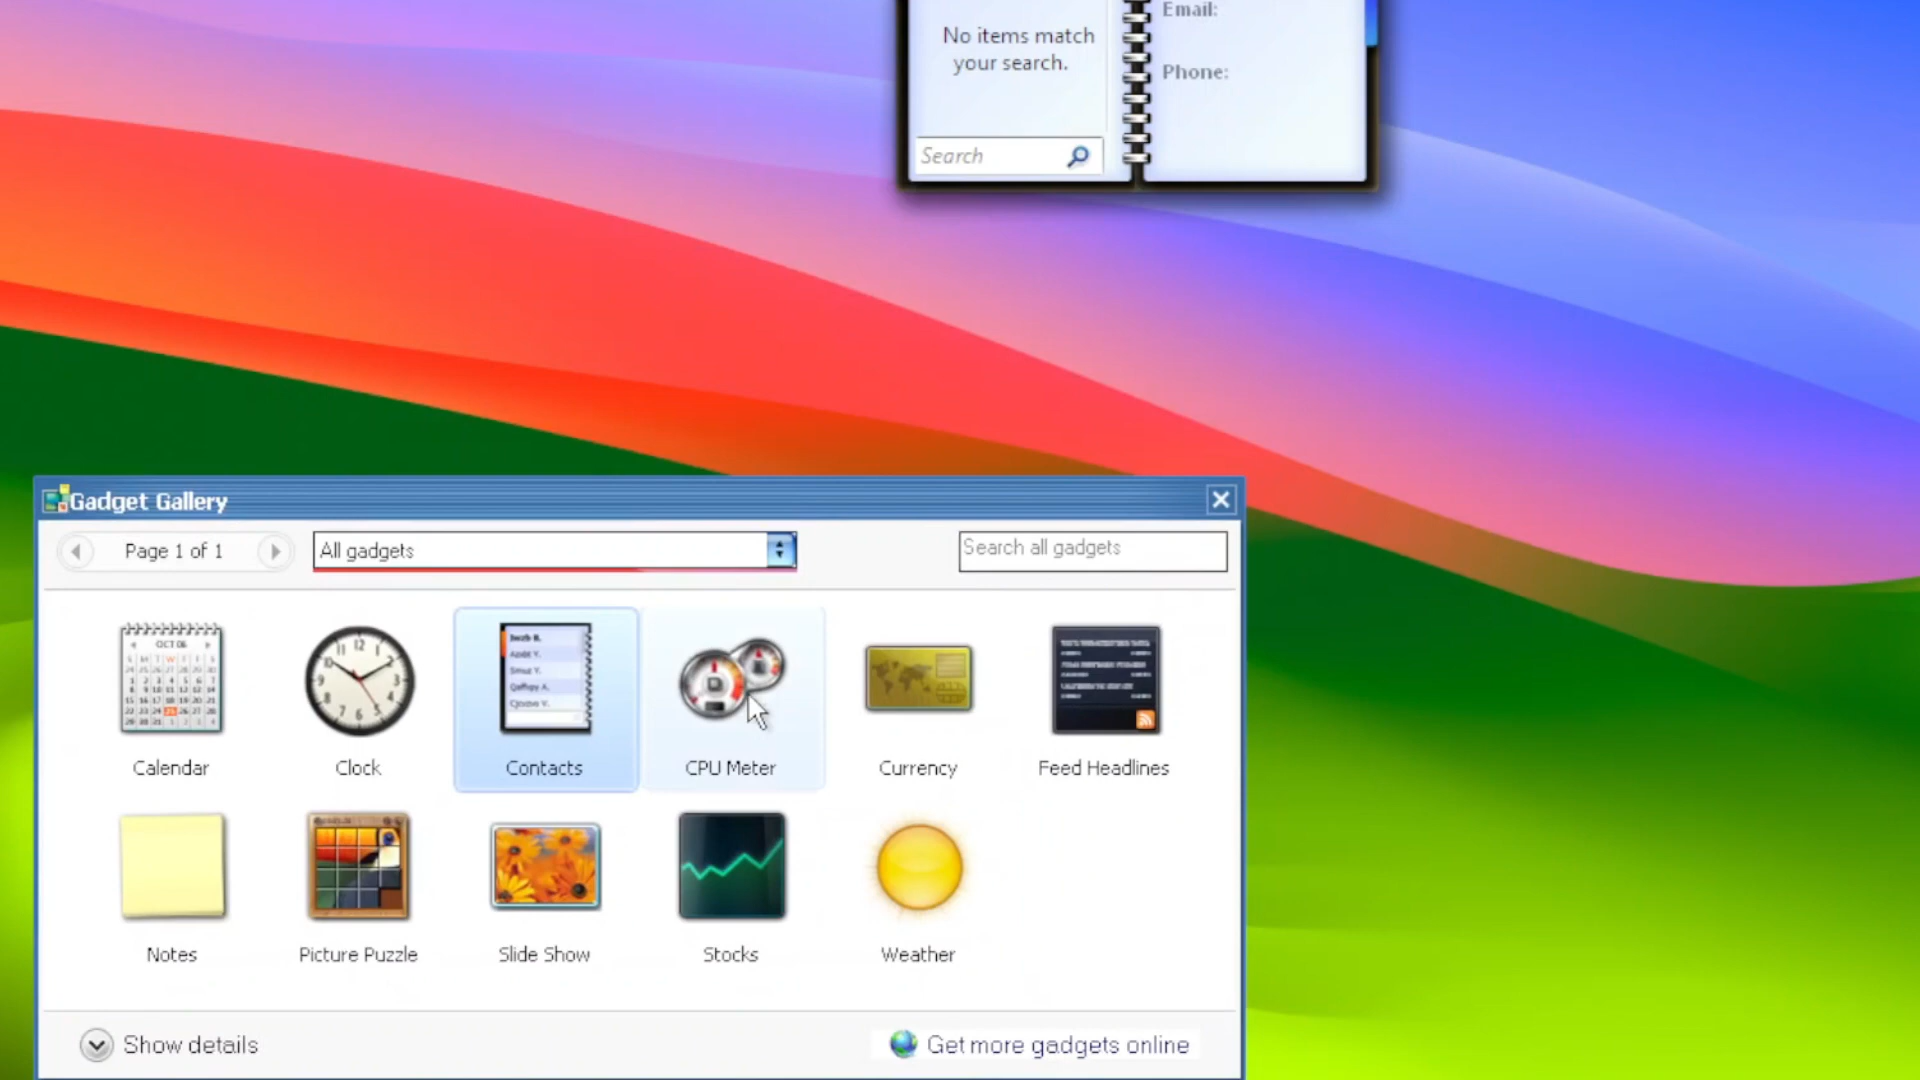 Email:
No items match
your search.
Phone:
Search
Gadget Gallery
Page 1 of 1
All gadgets
Search all gadgets
OCT 06
Calendar
Clock
Contacts
CPU Meter
Currency
Feed Headlines
Notes
Picture Puzzle
Slide Show
Stocks
Weather
Show details
Get more gadgets online